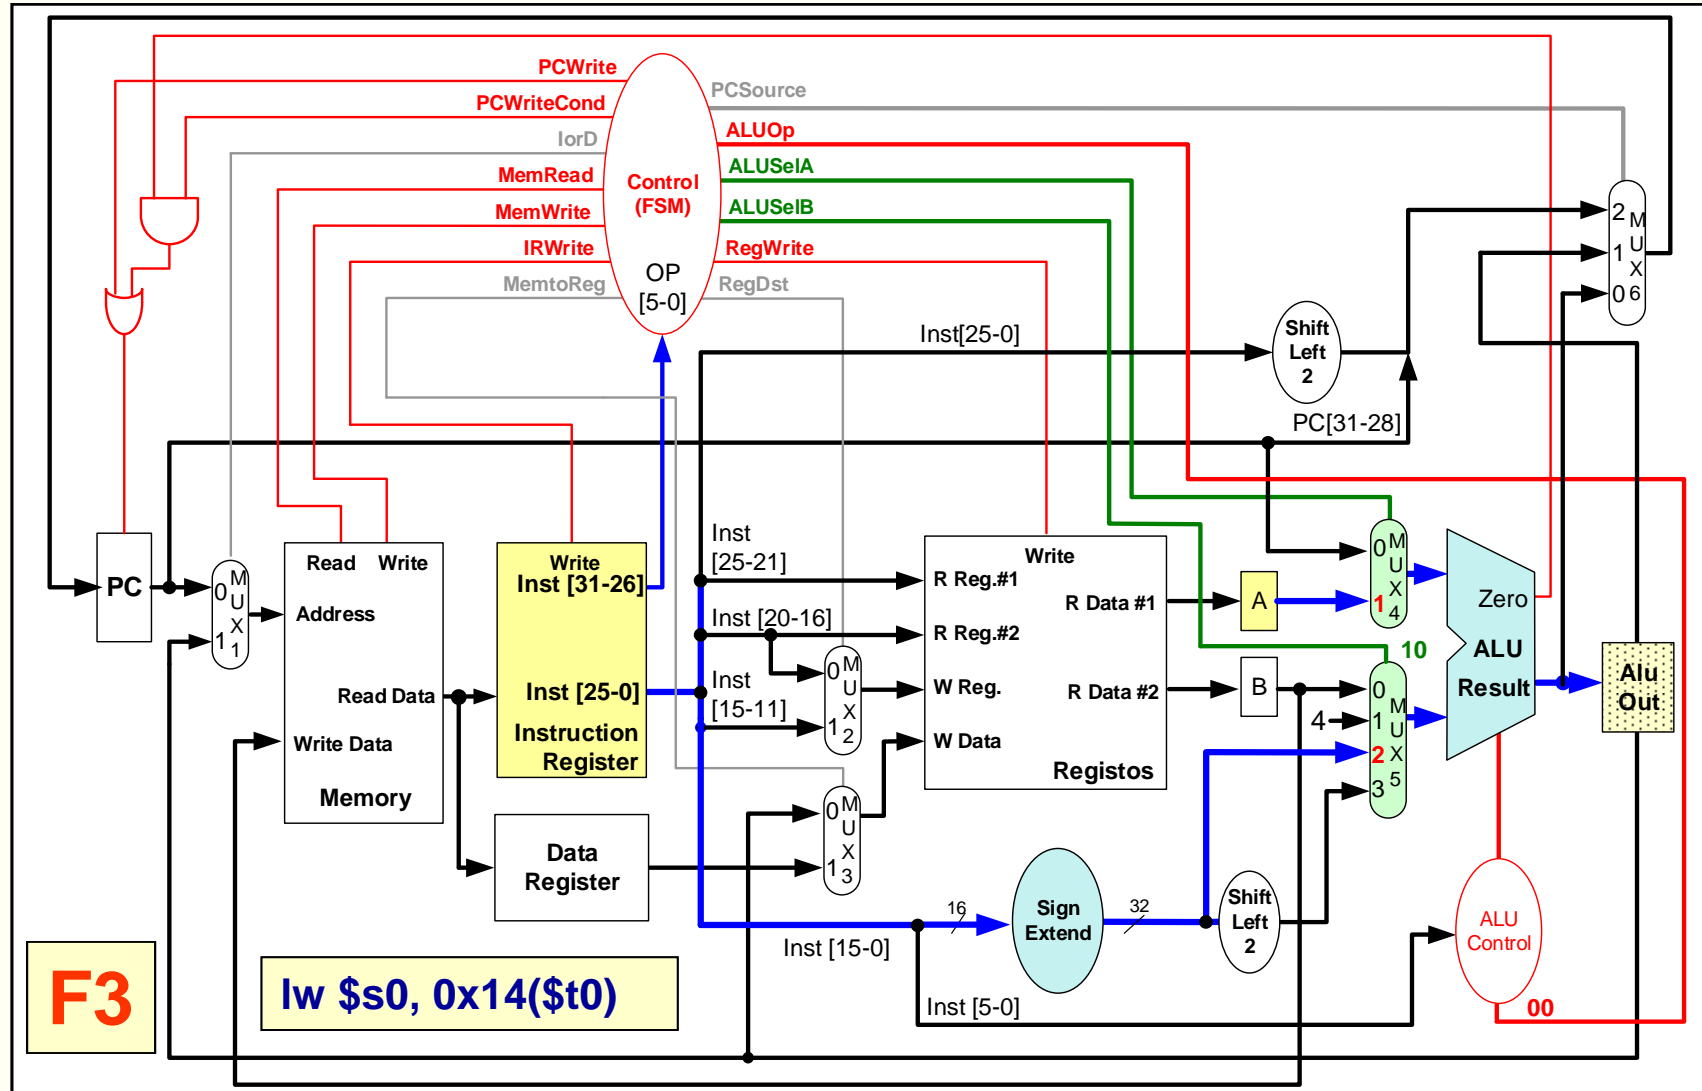 PCWrite
PCWriteCond
IorD
MemRead
MemWrite
IRWrite
MemtoReg
Control
(FSM)
OP
[5-0]
PCSource
ALUOp
ALUSelA
ALUSelB
RegWrite
RegDst
2
1
0
M
U
X
6
Inst[25-0]
Shift
Left
2
PC[31-28]
PC
0
1
M
U
X
1
Read
Write
Address
Read Data
Write Data
Memory
Write
Inst [31-26]
Inst [25-0]
Instruction
Register
Data
Register
Inst
[25-21]
Inst [20-16]
Inst
[15-11]
0
1
M
U
X
2
0
1
M
U
X
3
Write
R Reg.#1
R Reg.#2
W Reg.
W Data
R Data #1
R Data #2
Registos
A
B
0
1
M
U
X
4
10
0
4
1
2
3
M
U
X
5
Zero
ALU
Result
Alu
Out
16
Sign
Extend
32
Shift
Left
2
ALU
Control
00
Inst [15-0]
Inst [5-0]
F3
lw $s0, 0x14($t0)